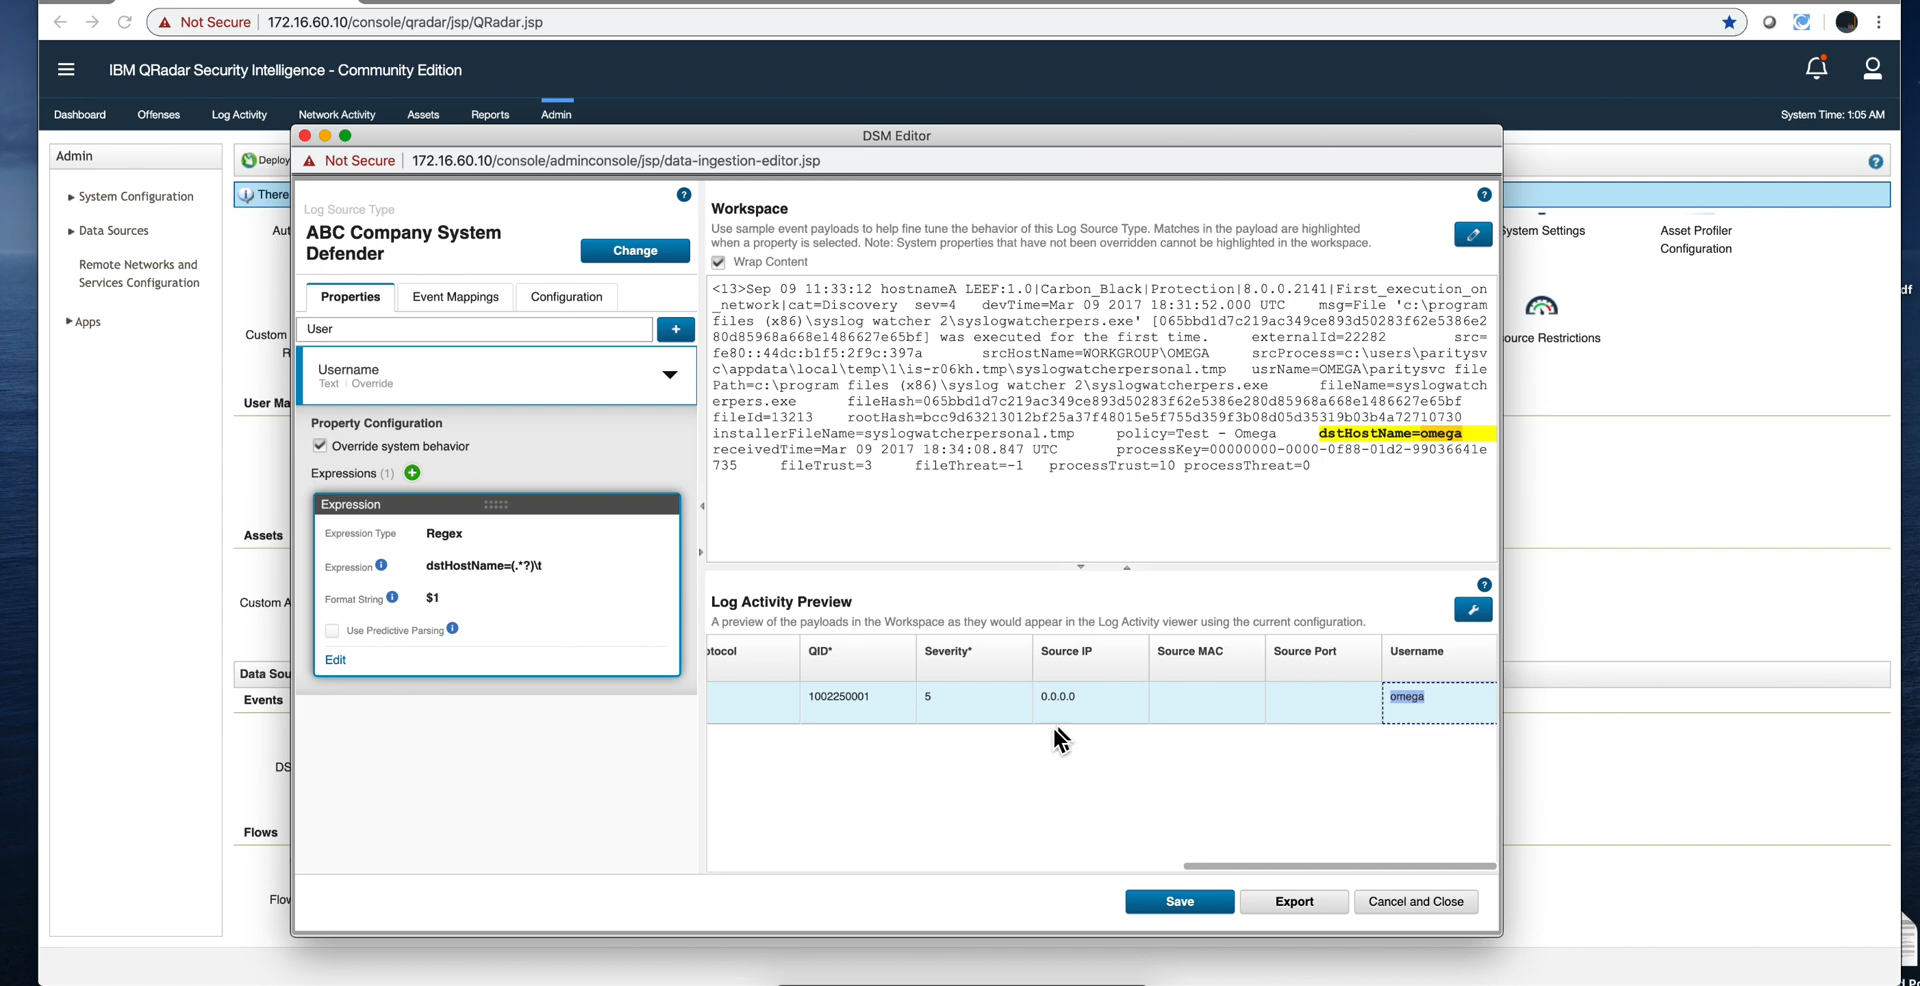 Not Secure | 172.16.60.10/console/qradar/jsp/QRadar.jsp
IBM QRadar Security Intelligence - Community Edition
Dashboard Offenses Log Activity Network Activity Assets Reports Admin System Time: 1:05 AM
Admin
System Configuration
Data Sources
Remote Networks and
Services Configuration
Apps
Deploy
There
Aut
Custom
R
User Ma
Assets
Custom A
Data Sou
Events
DS
Flows
Flow
DSM Editor
Not Secure | 172.16.60.10/console/adminconsole/jsp/data-ingestion-editor.jsp
Log Source Type
ABC Company System
Defender
Change
Properties Event Mappings Configuration
User
+
Username
Text | Override
Property Configuration
Override system behavior
Expressions (1)
Expression
Expression Type Regex
Expression dstHostName=(.*?)\t
Format String $1
Use Predictive Parsing
Edit
Workspace
Use sample event payloads to help fine tune the behavior of this Log Source Type. Matches in the payload are highlighted
when a property is selected. Note: System properties that have not been overridden cannot be highlighted in the workspace.
Wrap Content
<13>Sep 09 11:33:12 hostnameA LEEF:1.0|Carbon_Black|Protection|8.0.0.2141|First_execution_on
_network|cat=Discovery sev=4 devTime=Mar 09 2017 18:31:52.000 UTC msg=File 'c:\program
files (x86)\syslog watcher 2\syslogwatcherpers.exe' [065bbd1d7c219ac349ce893d50283f62e5386e2
80d85968a668e1486627e65bf] was executed for the first time. externalId=22282 src=
fe80::44dc:b1f5:2f9c:397a srcHostName=WORKGROUP\OMEGA srcProcess=c:\users\paritysv
c\appdata\local\temp\1\is-r06kh.tmp\syslogwatcherpersonal.tmp usrName=OMEGA\paritysvc file
Path=c:\program files (x86)\syslog watcher 2\syslogwatcherpers.exe fileName=syslogwatch
erpers.exe fileHash=065bbd1d7c219ac349ce893d50283f62e5386e280d85968a668e1486627e65bf
fileId=13213 rootHash=bcc9d63213012bf25a37f48015e5f755d359f3b08d05d35319b03b4a72710730
installerFileName=syslogwatcherpersonal.tmp policy=Test - Omega dstHostName=omega
receivedTime=Mar 09 2017 18:34:08.847 UTC processKey=00000000-0000-0f88-01d2-99036641e
735 fileTrust=3 fileThreat=-1 processTrust=10 processThreat=0
Log Activity Preview
A preview of the payloads in the Workspace as they would appear in the Log Activity viewer using the current configuration.
otocol QID* Severity* Source IP Source MAC Source Port Username
1002250001 5 0.0.0.0 omega
Save Export Cancel and Close
System Settings
Asset Profiler
Configuration
ource Restrictions
df